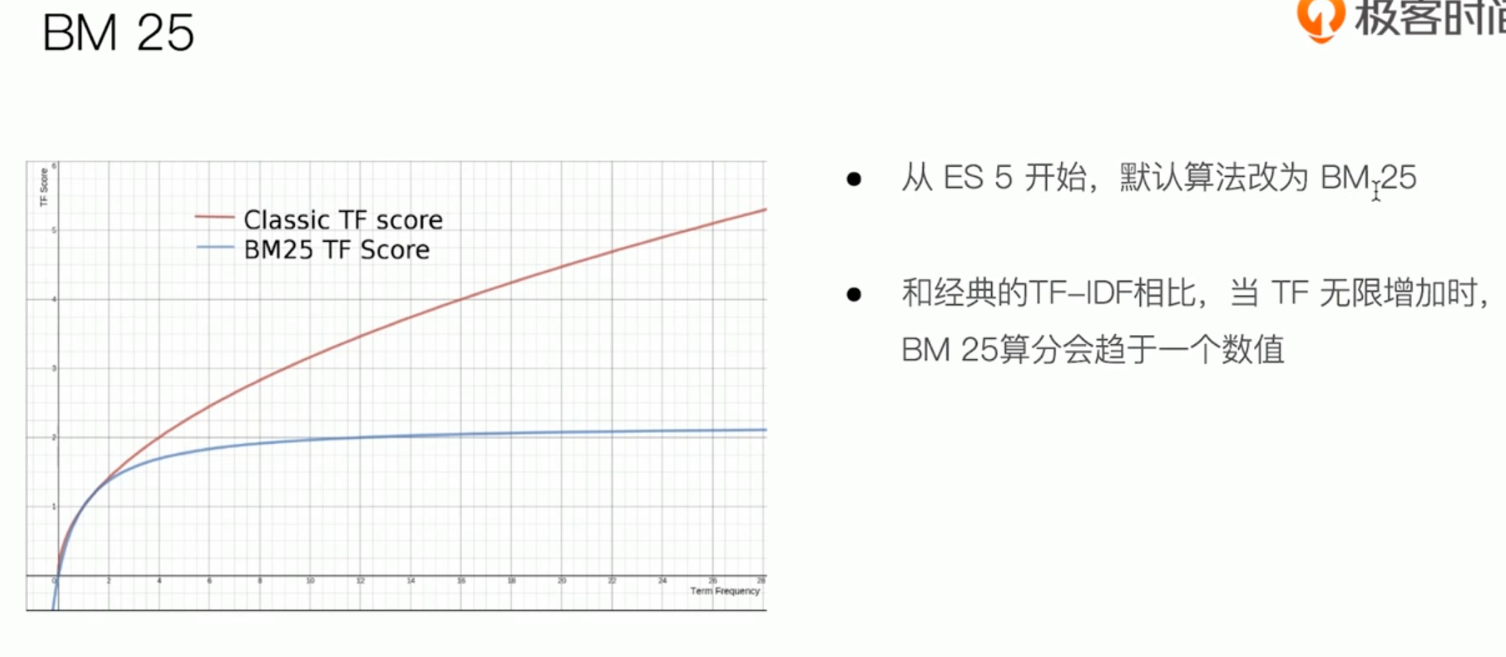 BM 25
极客时间
TF Score
6
Classic TF score
BM25 TF Score
5
4
3
2
1
0 2 4 6 8 10 12 14 16 18 20 22 24 26 28
Term Frequency
从 ES 5 开始，默认算法改为 BM 25
和经典的TF-IDF相比，当 TF 无限增加时，
BM 25算分会趋于一个数值